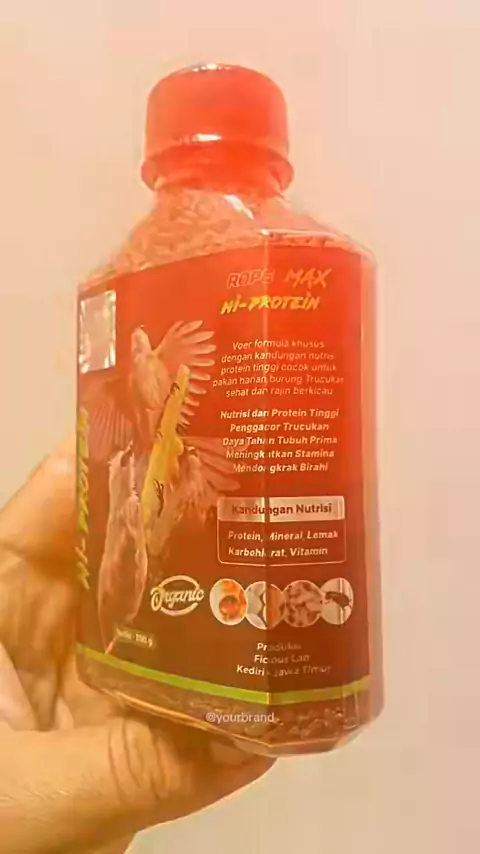 ROPS MAX
Hi-PROTEIN
Voer formula khusus
dengan kandungan nutrisi
protein tinggi cocok untuk
pakan harian burung Trucukan
sehat dan rajin berkicau
Nutrisi dan Protein Tinggi
Penggacor Trucukan
Daya Tahan Tubuh Prima
Meningkatkan Stamina
Mendongkrak Birahi
Kandungan Nutrisi
Protein, Mineral, Lemak
Karbohidrat, Vitamin
Organic
Produksi
Kediri - Jawa Timur
Hi-PROTEIN
@yourbrand